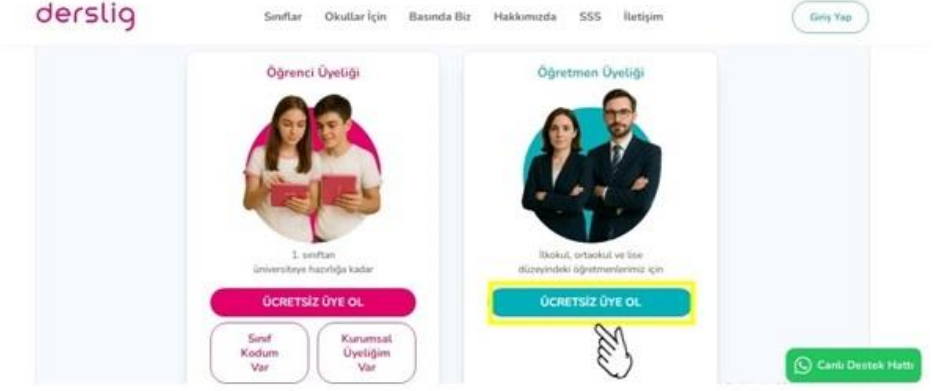 derslig
Sınıflar Okullar İçin Basında Biz Hakkımızda SSS İletişim Giriş Yap
Öğrenci Üyeliği
1. sınıftan
üniversiteye hazırlığa kadar
ÜCRETSİZ ÜYE OL
Sınıf
Kodum
Var
Kurumsal
Üyeliğim
Var
Öğretmen Üyeliği
İlkokul, ortaokul ve lise
düzeyindeki öğretmenlerimiz için
ÜCRETSİZ ÜYE OL
Canlı Destek Hattı